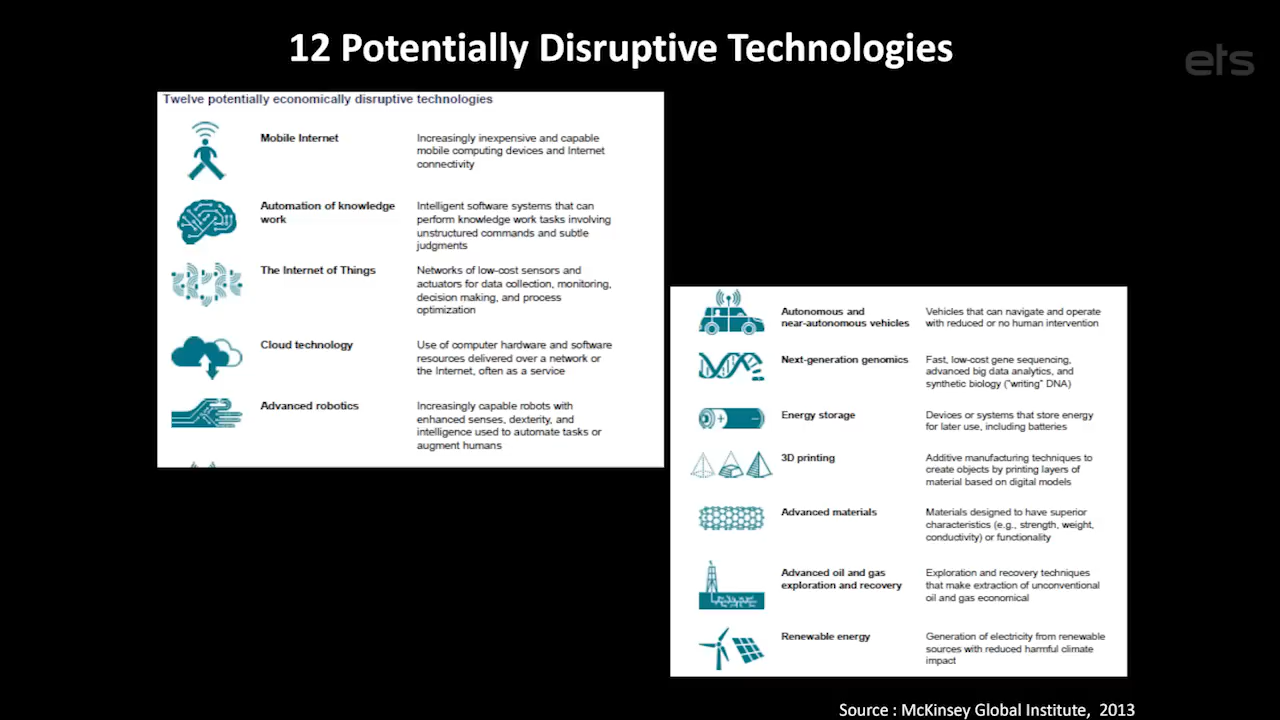 12 Potentially Disruptive Technologies
ets
Twelve potentially economically disruptive technologies
Mobile Internet
Increasingly inexpensive and capable
mobile computing devices and Internet
connectivity
Automation of knowledge
work
Intelligent software systems that can
perform knowledge work tasks involving
unstructured commands and subtle
judgments
The Internet of Things
Networks of low-cost sensors and
actuators for data collection, monitoring,
decision making, and process
optimization
Cloud technology
Use of computer hardware and software
resources delivered over a network or
the Internet, often as a service
Advanced robotics
Increasingly capable robots with
enhanced senses, dexterity, and
intelligence used to automate tasks or
augment humans
Autonomous and
near-autonomous vehicles
Vehicles that can navigate and operate
with reduced or no human intervention
Next-generation genomics
Fast, low-cost gene sequencing,
advanced big data analytics, and
synthetic biology ("writing" DNA)
Energy storage
Devices or systems that store energy
for later use, including batteries
3D printing
Additive manufacturing techniques to
create objects by printing layers of
material based on digital models
Advanced materials
Materials designed to have superior
characteristics (e.g., strength, weight,
conductivity) or functionality
Advanced oil and gas
exploration and recovery
Exploration and recovery techniques
that make extraction of unconventional
oil and gas economical
Renewable energy
Generation of electricity from renewable
sources with reduced harmful climate
impact
Source : McKinsey Global Institute, 2013